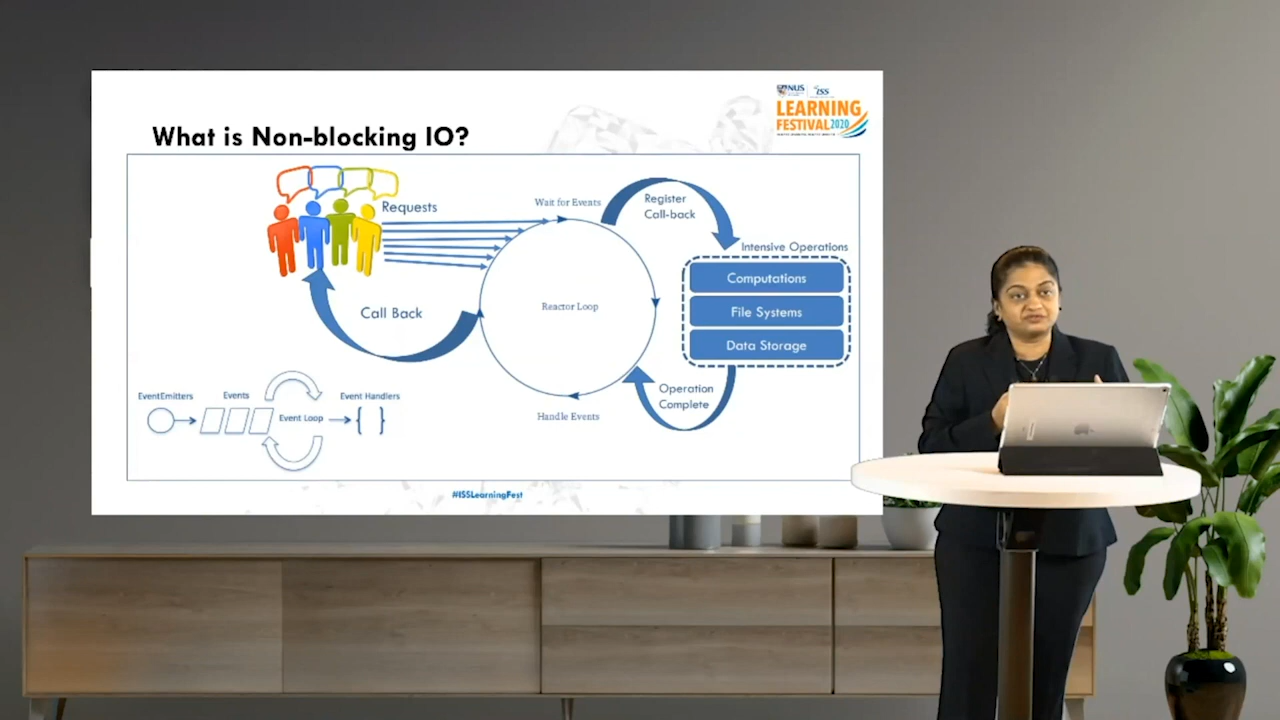 NUS
ISS
LEARNING
FESTIVAL 2020
What is Non-blocking IO?
Requests
Wait for Events
Register
Call-back
Intensive Operations
Computations
File Systems
Data Storage
Reactor Loop
Call Back
Operation
Complete
Handle Events
EventEmitters
Events
Event Loop
Event Handlers
{ }
#ISSLearningFest